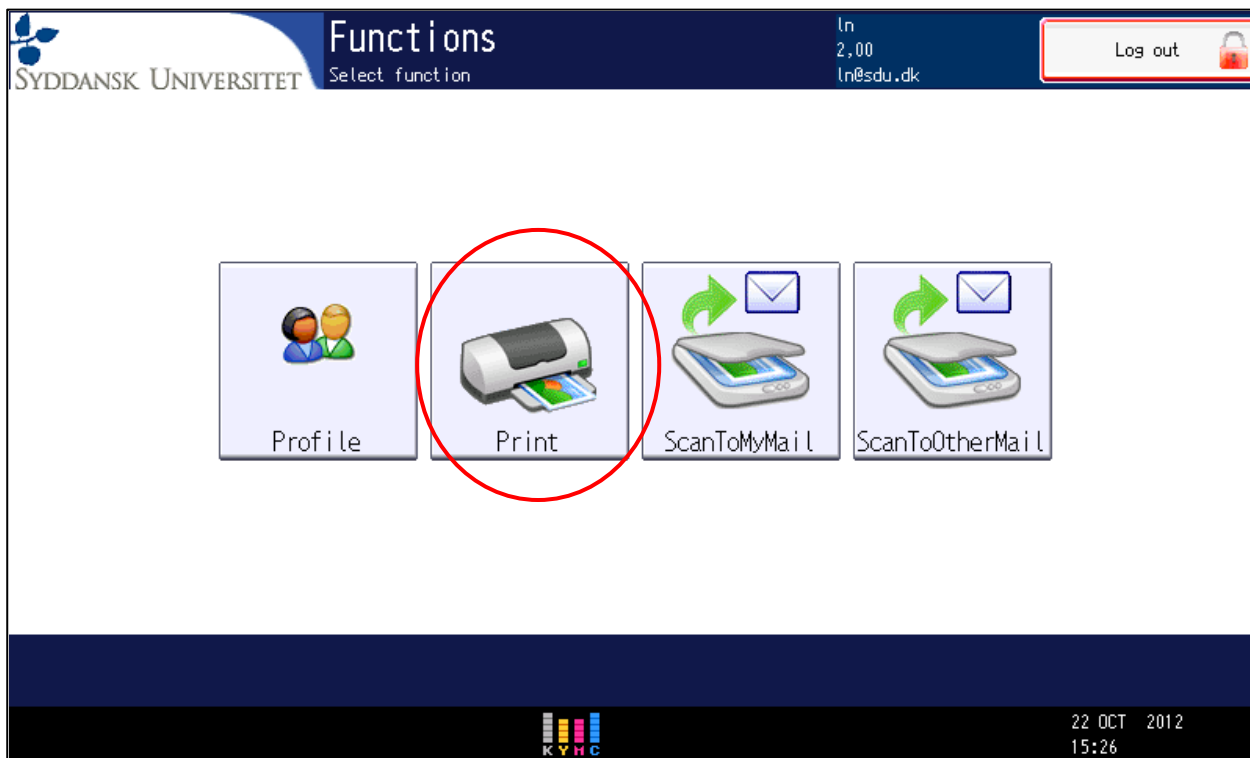 SYDDANSK UNIVERSITET
Functions
Select function
ln
2,00
ln@sdu.dk
Log out
Profile
Print
ScanToMyMail
ScanToOtherMail
K Y M C
22 OCT 2012
15:26